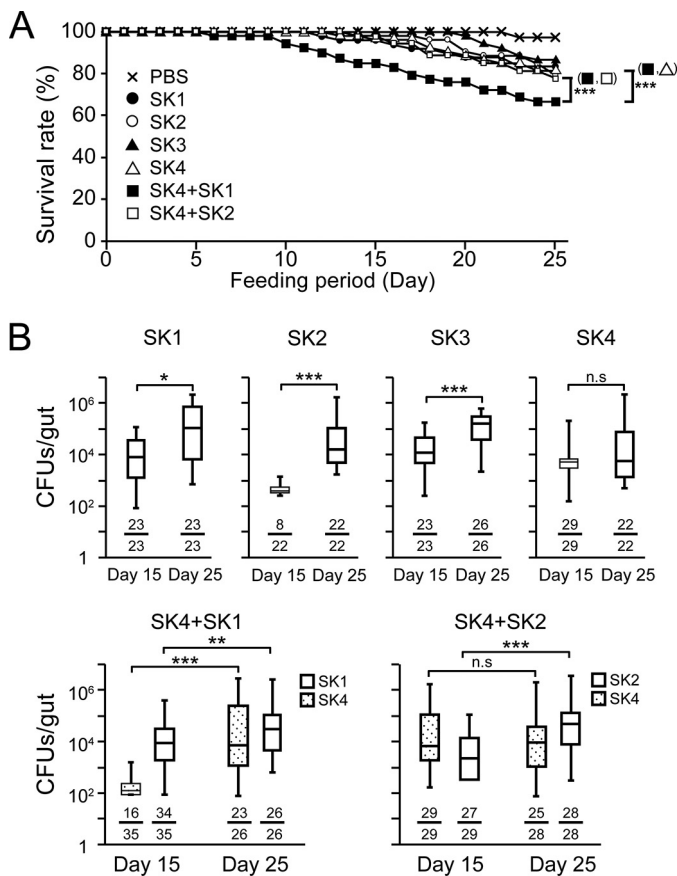 A
Survival rate (%)
100
80
60
40
20
0
PBS
SK1
SK2
SK3
SK4
SK4+SK1
SK4+SK2
(■,□)
***
(■,△)
***
0 5 10 15 20 25
Feeding period (Day)
B
SK1 SK2 SK3 SK4
* *** *** n.s
CFUs/gut
10⁶
10⁴
10²
1
23 23 8 22 23 26 29 22
23 23 22 22 23 26 29 22
Day 15 Day 25 Day 15 Day 25 Day 15 Day 25 Day 15 Day 25
SK4+SK1 SK4+SK2
** ***
*** n.s
SK1 SK2
SK4 SK4
CFUs/gut
10⁶ 10⁶
10⁴ 10⁴
10² 10²
1 1
16 34 23 26 29 27 25 28
35 35 26 26 29 29 28 28
Day 15 Day 25 Day 15 Day 25